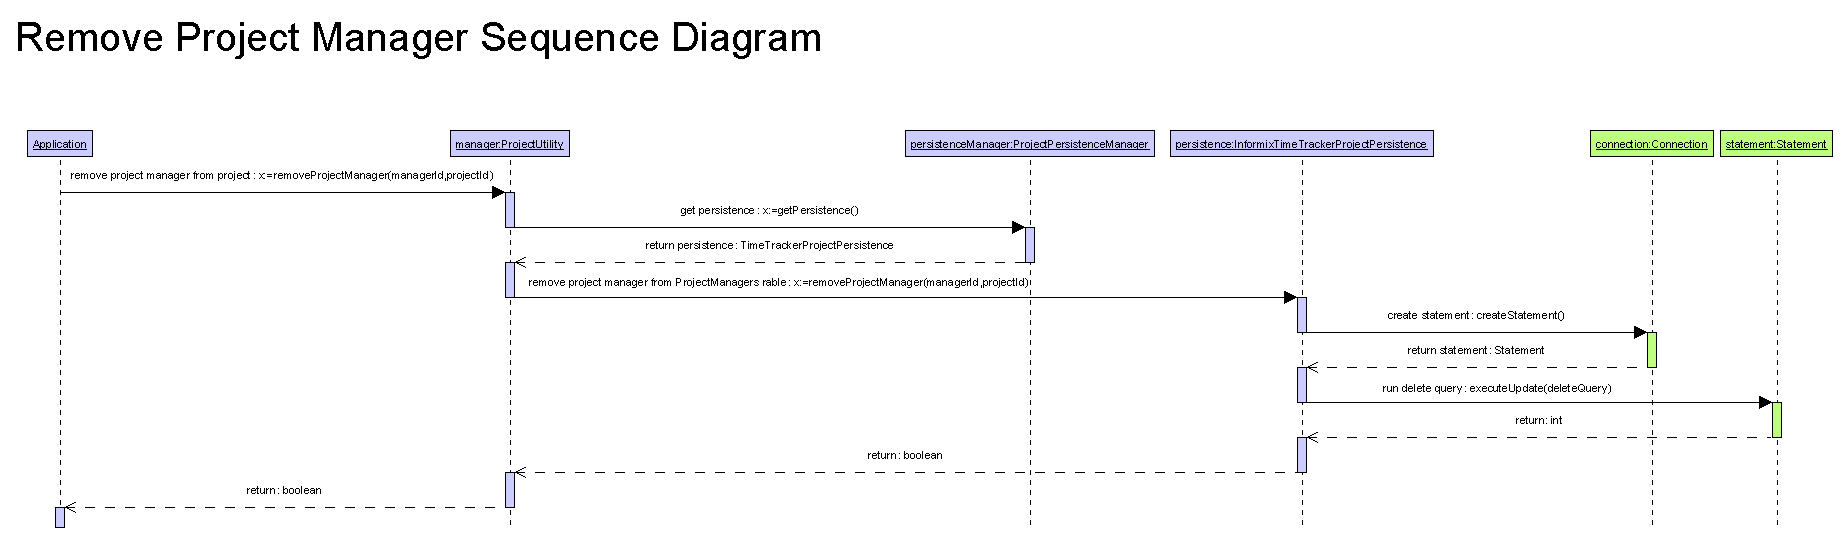 Remove Project Manager Sequence Diagram
Application
manager:ProjectUtility
persistenceManager:ProjectPersistenceManager
persistence:InformixTimeTrackerProjectPersistence
connection:Connection
statement:Statement
remove project manager from project : x:=removeProjectManager(managerId,projectId)
get persistence : x:=getPersistence()
return persistence : TimeTrackerProjectPersistence
remove project manager from ProjectManagers rable : x:=removeProjectManager(managerId,projectId)
create statement : createStatement()
return statement : Statement
run delete query : executeUpdate(deleteQuery)
return : int
return : boolean
return : boolean